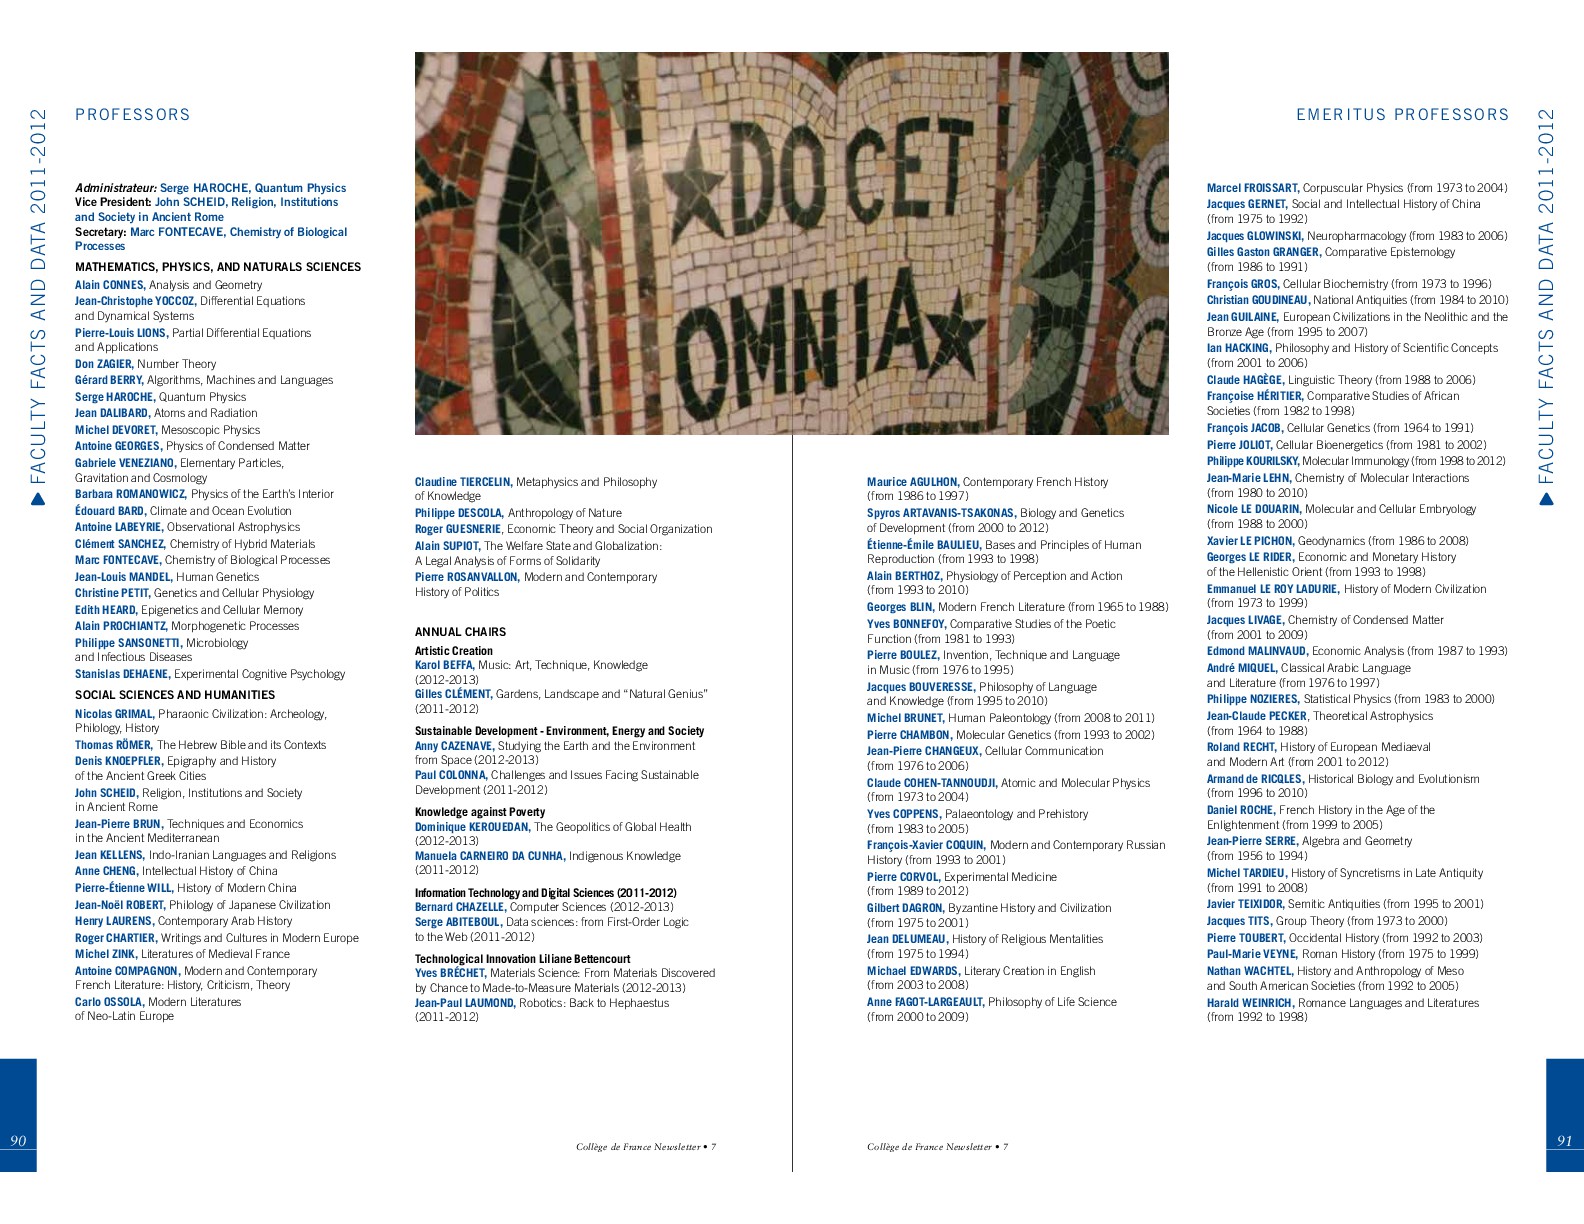 FACULTY FACTS AND DATA 2011-2012
PROFESSORS
Administrateur: Serge HAROCHE, Quantum Physics
Vice President: John SCHEID, Religion, Institutions
and Society in Ancient Rome
Secretary: Marc FONTECAVE, Chemistry of Biological
Processes
MATHEMATICS, PHYSICS, AND NATURALS SCIENCES
Alain CONNES, Analysis and Geometry
Jean-Christophe YOCCOZ, Differential Equations
and Dynamical Systems
Pierre-Louis LIONS, Partial Differential Equations
and Applications
Don ZAGIER, Number Theory
Gérard BERRY, Algorithms, Machines and Languages
Serge HAROCHE, Quantum Physics
Jean DALIBARD, Atoms and Radiation
Michel DEVORET, Mesoscopic Physics
Antoine GEORGES, Physics of Condensed Matter
Gabriele VENEZIANO, Elementary Particles,
Gravitation and Cosmology
Barbara ROMANOWICZ, Physics of the Earth's Interior
Édouard BARD, Climate and Ocean Evolution
Antoine LABEYRIE, Observational Astrophysics
Clément SANCHEZ, Chemistry of Hybrid Materials
Marc FONTECAVE, Chemistry of Biological Processes
Jean-Louis MANDEL, Human Genetics
Christine PETIT, Genetics and Cellular Physiology
Edith HEARD, Epigenetics and Cellular Memory
Alain PROCHIANTZ, Morphogenetic Processes
Philippe SANSONETTI, Microbiology
and Infectious Diseases
Stanislas DEHAENE, Experimental Cognitive Psychology
SOCIAL SCIENCES AND HUMANITIES
Nicolas GRIMAL, Pharaonic Civilization: Archeology,
Philology, History
Thomas RÖMER, The Hebrew Bible and its Contexts
Denis KNOEPFLER, Epigraphy and History
of the Ancient Greek Cities
John SCHEID, Religion, Institutions and Society
in Ancient Rome
Jean-Pierre BRUN, Techniques and Economics
in the Ancient Mediterranean
Jean KELLENS, Indo-Iranian Languages and Religions
Anne CHENG, Intellectual History of China
Pierre-Étienne WILL, History of Modern China
Jean-Noël ROBERT, Philology of Japanese Civilization
Henry LAURENS, Contemporary Arab History
Roger CHARTIER, Writings and Cultures in Modern Europe
Michel ZINK, Literatures of Medieval France
Antoine COMPAGNON, Modern and Contemporary
French Literature: History, Criticism, Theory
Carlo OSSOLA, Modern Literatures
of Neo-Latin Europe
90
DOCET
OMNIA
Claudine TIERCELIN, Metaphysics and Philosophy
of Knowledge
Philippe DESCOLA, Anthropology of Nature
Roger GUESNERIE, Economic Theory and Social Organization
Alain SUPIOT, The Welfare State and Globalization:
A Legal Analysis of Forms of Solidarity
Pierre ROSANVALLON, Modern and Contemporary
History of Politics
ANNUAL CHAIRS
Artistic Creation
Karol BEFFA, Music: Art, Technique, Knowledge
(2012-2013)
Gilles CLÉMENT, Gardens, Landscape and “Natural Genius”
(2011-2012)
Sustainable Development - Environment, Energy and Society
Anny CAZENAVE, Studying the Earth and the Environment
from Space (2012-2013)
Paul COLONNA, Challenges and Issues Facing Sustainable
Development (2011-2012)
Knowledge against Poverty
Dominique KEROUEDAN, The Geopolitics of Global Health
(2012-2013)
Manuela CARNEIRO DA CUNHA, Indigenous Knowledge
(2011-2012)
Information Technology and Digital Sciences (2011-2012)
Bernard CHAZELLE, Computer Sciences (2012-2013)
Serge ABITEBOUL, Data sciences: from First-Order Logic
to the Web (2011-2012)
Technological Innovation Liliane Bettencourt
Yves BRÉCHET, Materials Science: From Materials Discovered
by Chance to Made-to-Measure Materials (2012-2013)
Jean-Paul LAUMOND, Robotics: Back to Hephaestus
(2011-2012)
Collège de France Newsletter • 7
Maurice AGULHON, Contemporary French History
(from 1986 to 1997)
Spyros ARTAVANIS-TSAKONAS, Biology and Genetics
of Development (from 2000 to 2012)
Étienne-Émile BAULIEU, Bases and Principles of Human
Reproduction (from 1993 to 1998)
Alain BERTHOZ, Physiology of Perception and Action
(from 1993 to 2010)
Georges BLIN, Modern French Literature (from 1965 to 1988)
Yves BONNEFOY, Comparative Studies of the Poetic
Function (from 1981 to 1993)
Pierre BOULEZ, Invention, Technique and Language
in Music (from 1976 to 1995)
Jacques BOUVERESSE, Philosophy of Language
and Knowledge (from 1995 to 2010)
Michel BRUNET, Human Paleontology (from 2008 to 2011)
Pierre CHAMBON, Molecular Genetics (from 1993 to 2002)
Jean-Pierre CHANGEUX, Cellular Communication
(from 1976 to 2006)
Claude COHEN-TANNOUDJI, Atomic and Molecular Physics
(from 1973 to 2004)
Yves COPPENS, Palaeontology and Prehistory
(from 1983 to 2005)
François-Xavier COQUIN, Modern and Contemporary Russian
History (from 1993 to 2001)
Pierre CORVOL, Experimental Medicine
(from 1989 to 2012)
Gilbert DAGRON, Byzantine History and Civilization
(from 1975 to 2001)
Jean DELUMEAU, History of Religious Mentalities
(from 1975 to 1994)
Michael EDWARDS, Literary Creation in English
(from 2003 to 2008)
Anne FAGOT-LARGEAULT, Philosophy of Life Science
(from 2000 to 2009)
Collège de France Newsletter • 7
EMERITUS PROFESSORS
Marcel FROISSART, Corpuscular Physics (from 1973 to 2004)
Jacques GERNET, Social and Intellectual History of China
(from 1975 to 1992)
Jacques GLOWINSKI, Neuropharmacology (from 1983 to 2006)
Gilles Gaston GRANGER, Comparative Epistemology
(from 1986 to 1991)
François GROS, Cellular Biochemistry (from 1973 to 1996)
Christian GOUDINEAU, National Antiquities (from 1984 to 2010)
Jean GUILAINE, European Civilizations in the Neolithic and the
Bronze Age (from 1995 to 2007)
Ian HACKING, Philosophy and History of Scientific Concepts
(from 2001 to 2006)
Claude HAGÈGE, Linguistic Theory (from 1988 to 2006)
Françoise HÉRITIER, Comparative Studies of African
Societies (from 1982 to 1998)
François JACOB, Cellular Genetics (from 1964 to 1991)
Pierre JOLIOT, Cellular Bioenergetics (from 1981 to 2002)
Philippe KOURILSKY, Molecular Immunology (from 1998 to 2012)
Jean-Marie LEHN, Chemistry of Molecular Interactions
(from 1980 to 2010)
Nicole LE DOUARIN, Molecular and Cellular Embryology
(from 1988 to 2000)
Xavier LE PICHON, Geodynamics (from 1986 to 2008)
Georges LE RIDER, Economic and Monetary History
of the Hellenistic Orient (from 1993 to 1998)
Emmanuel LE ROY LADURIE, History of Modern Civilization
(from 1973 to 1999)
Jacques LIVAGE, Chemistry of Condensed Matter
(from 2001 to 2009)
Edmond MALINVAUD, Economic Analysis (from 1987 to 1993)
André MIQUEL, Classical Arabic Language
and Literature (from 1976 to 1997)
Philippe NOZIERES, Statistical Physics (from 1983 to 2000)
Jean-Claude PECKER, Theoretical Astrophysics
(from 1964 to 1988)
Roland RECHT, History of European Mediaeval
and Modern Art (from 2001 to 2012)
Armand de RICQLES, Historical Biology and Evolutionism
(from 1996 to 2010)
Daniel ROCHE, French History in the Age of the
Enlightenment (from 1999 to 2005)
Jean-Pierre SERRE, Algebra and Geometry
(from 1956 to 1994)
Michel TARDIEU, History of Syncretisms in Late Antiquity
(from 1991 to 2008)
Javier TEIXIDOR, Semitic Antiquities (from 1995 to 2001)
Jacques TITS, Group Theory (from 1973 to 2000)
Pierre TOUBERT, Occidental History (from 1992 to 2003)
Paul-Marie VEYNE, Roman History (from 1975 to 1999)
Nathan WACHTEL, History and Anthropology of Meso
and South American Societies (from 1992 to 2005)
Harald WEINRICH, Romance Languages and Literatures
(from 1992 to 1998)
FACULTY FACTS AND DATA 2011-2012
91